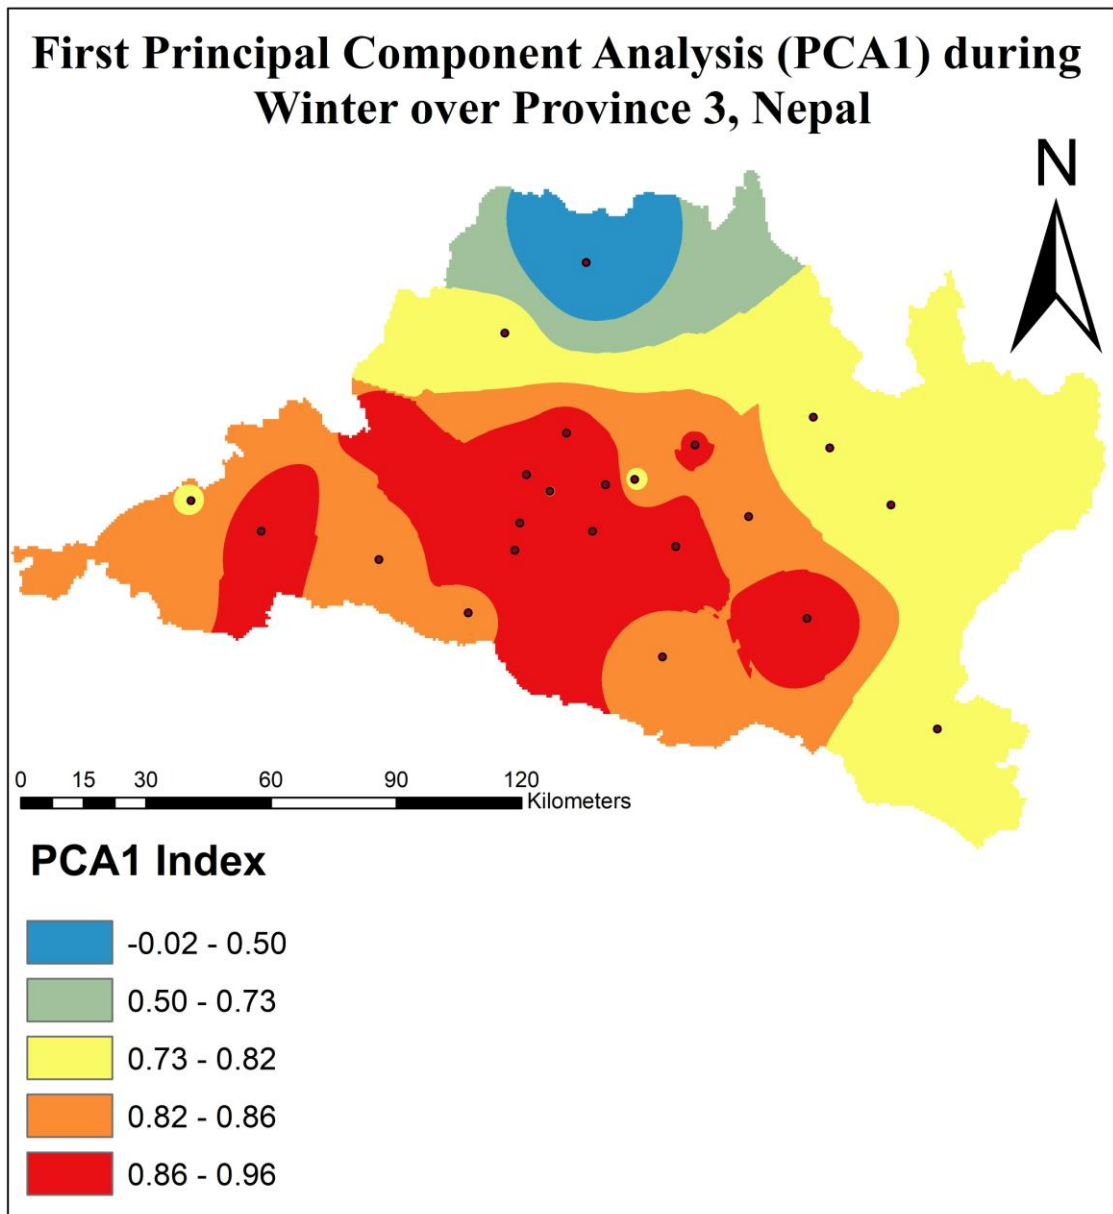 First Principal Component Analysis (PCA1) during
Winter over Province 3, Nepal
N
0 15 30 60 90 120
Kilometers
PCA1 Index
-0.02 - 0.50
0.50 - 0.73
0.73 - 0.82
0.82 - 0.86
0.86 - 0.96